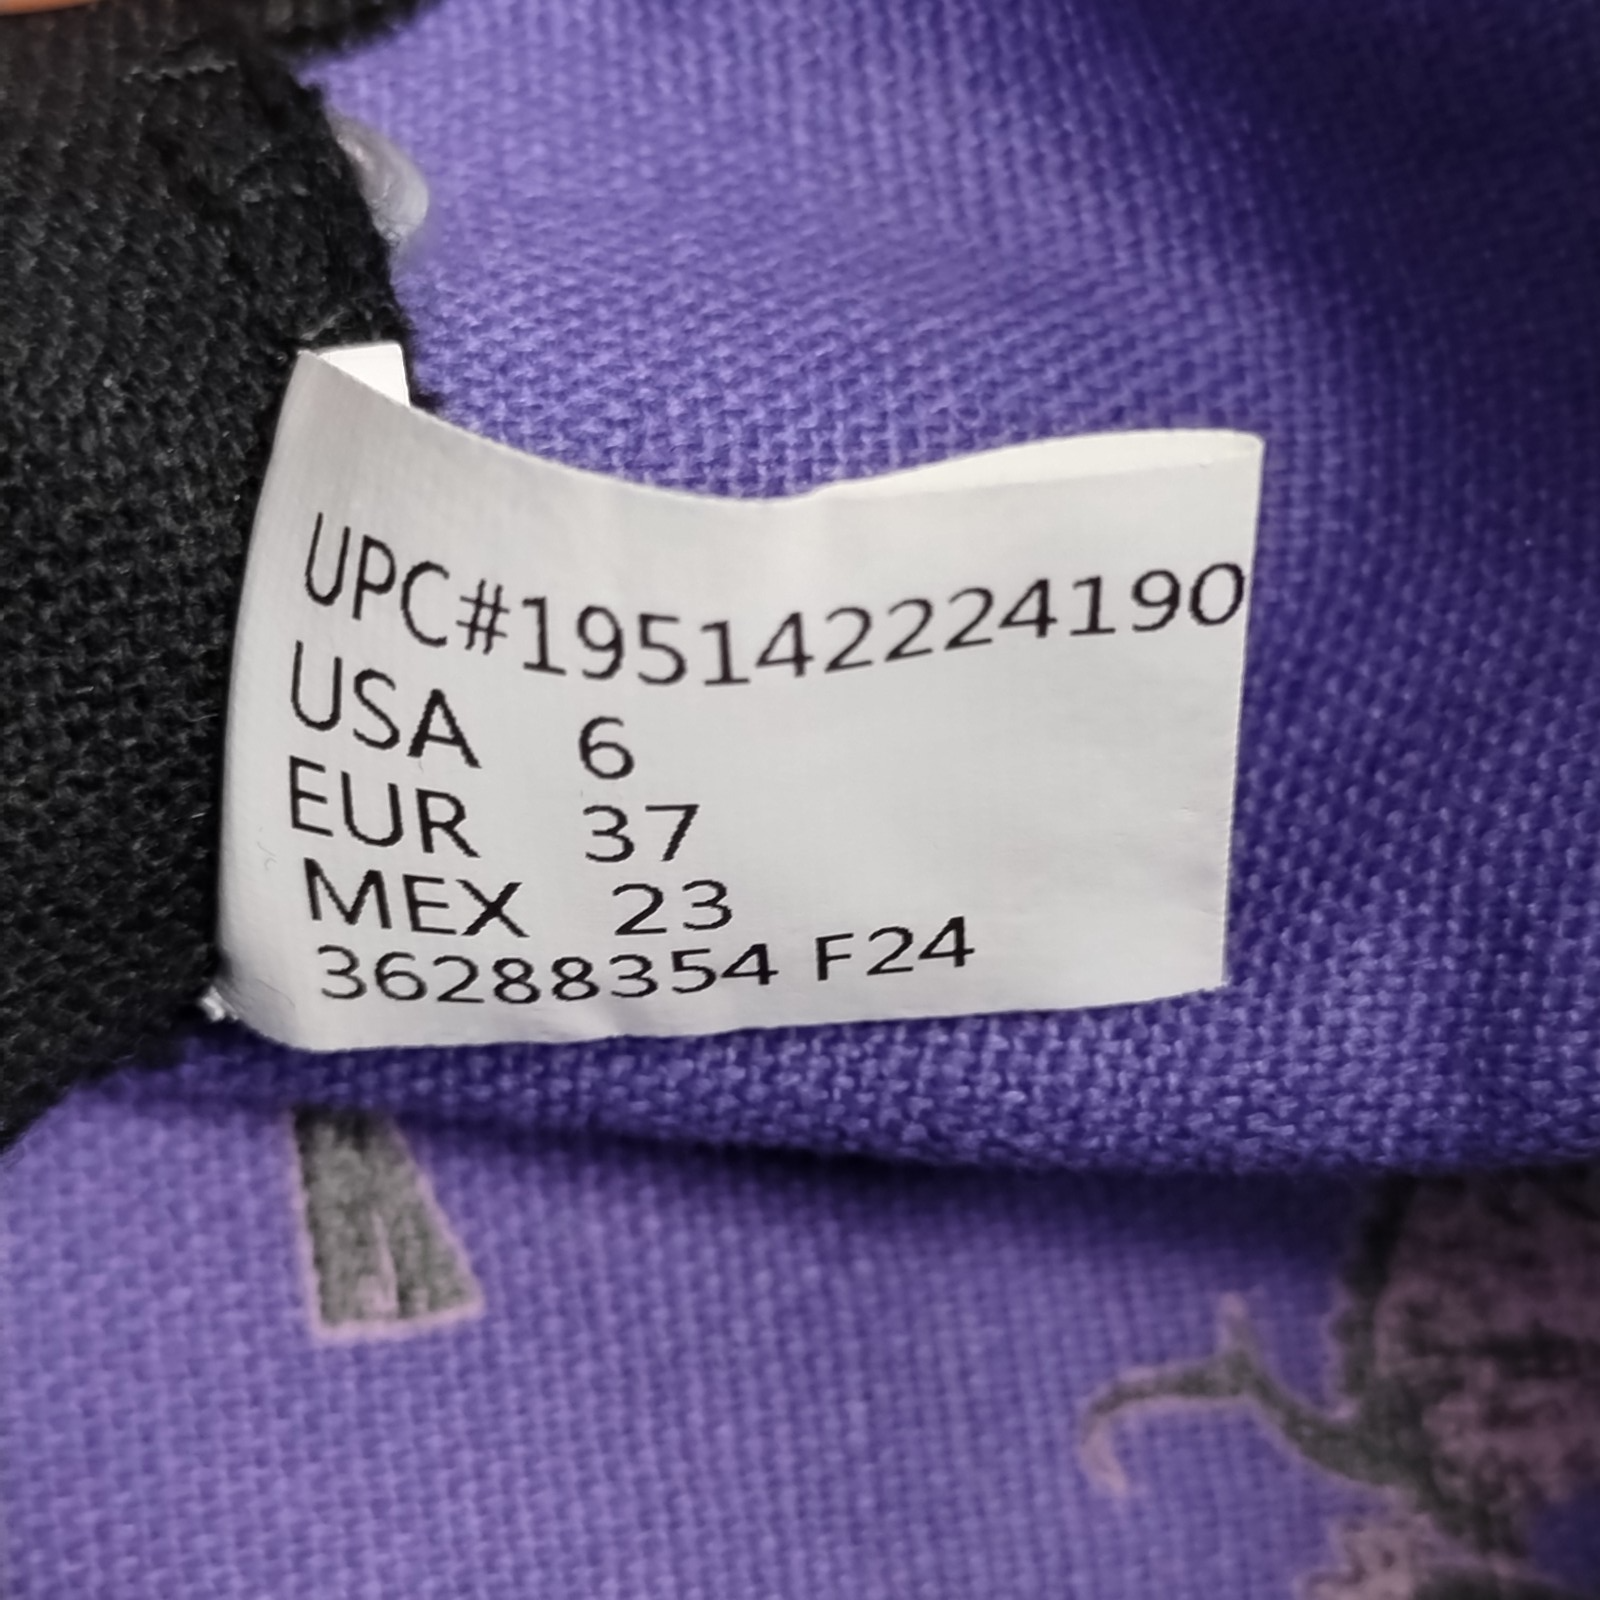 UPC#195142224190
USA 6
EUR 37
MEX 23
36288354 F24